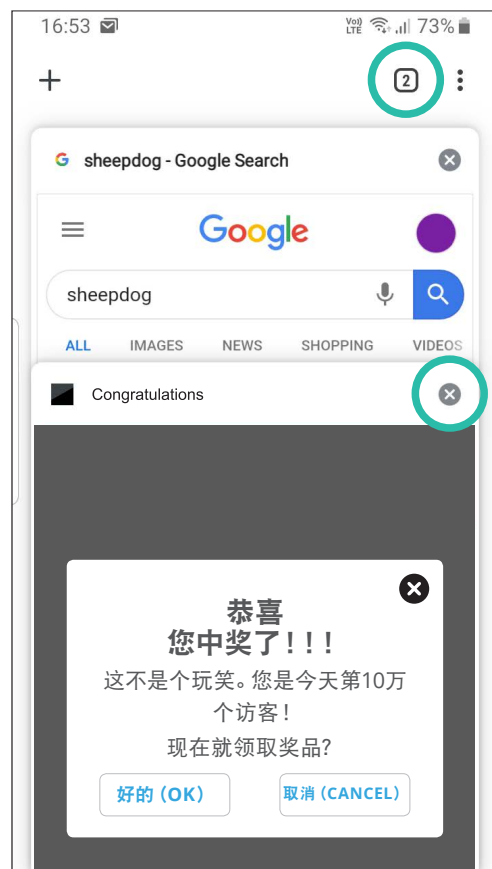 16:53 Vo)) LTE 73%
2
sheepdog - Google Search
Google
sheepdog
ALL IMAGES NEWS SHOPPING VIDEOS
Congratulations
恭喜
您中奖了!!!
这不是个玩笑。您是今天第10万
个访客!
现在就领取奖品?
好的 (OK) 取消 (CANCEL)